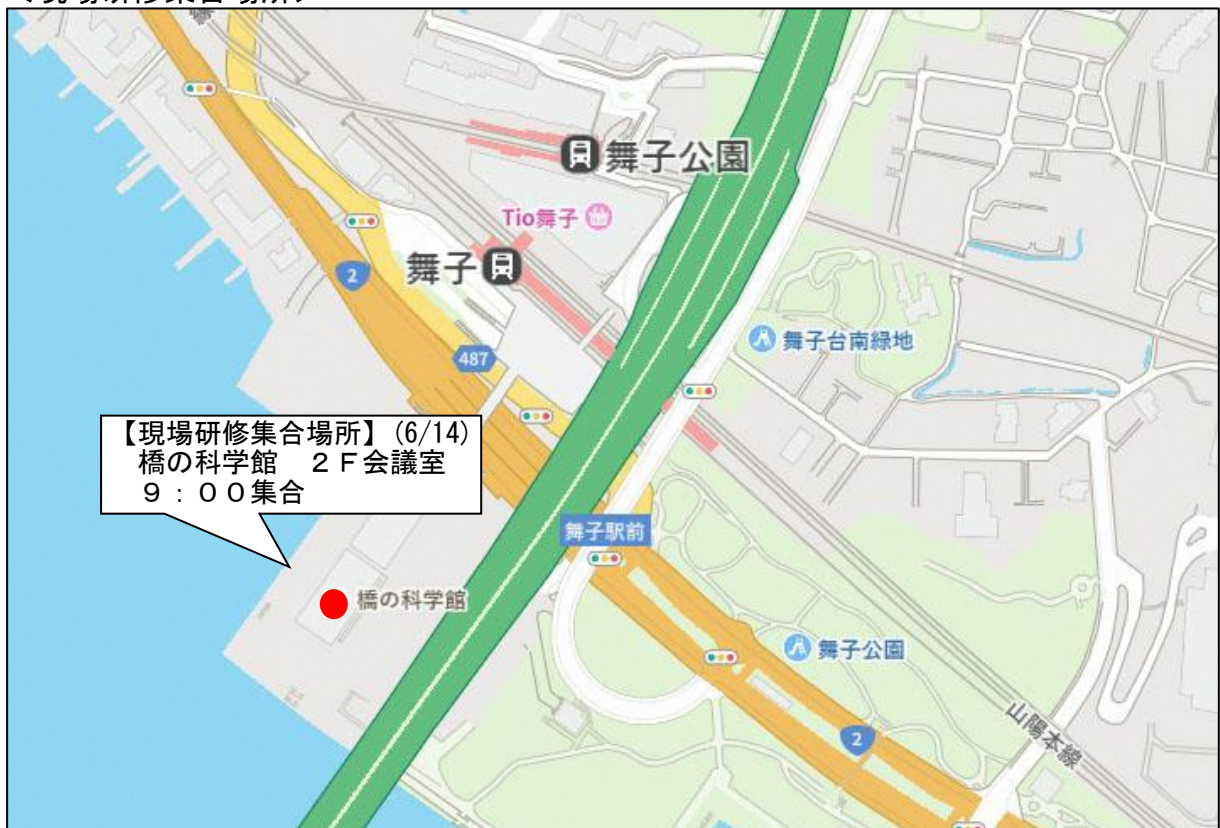 舞子公園
Tio舞子
舞子
2
舞子台南緑地
487
【現場研修集合場所】(6/14)
橋の科学館　２Ｆ会議室
９：００集合
舞子駅前
橋の科学館
舞子公園
山陽本線
2